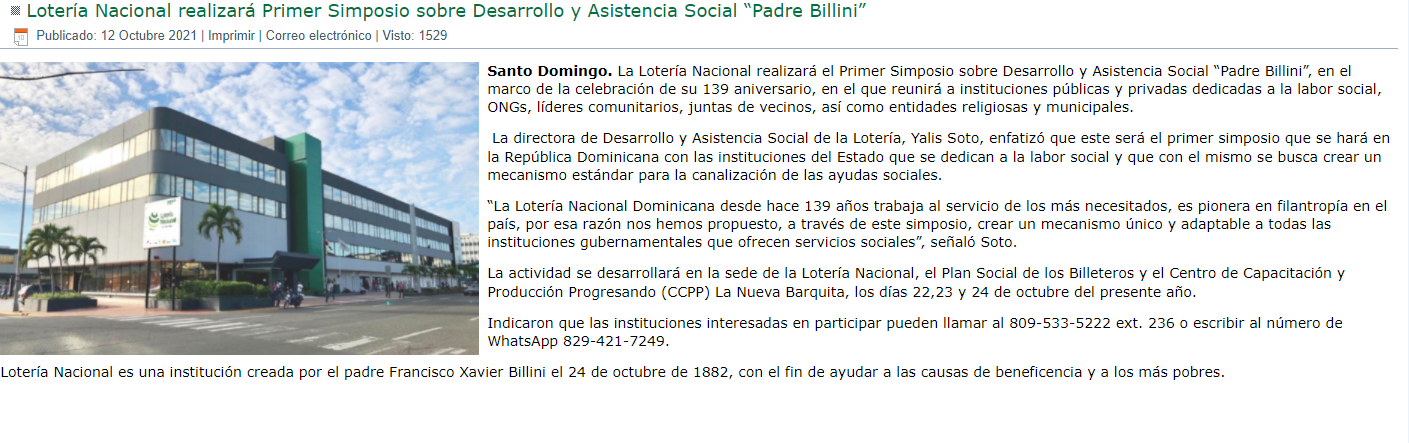 Lotería Nacional realizará Primer Simposio sobre Desarrollo y Asistencia Social “Padre Billini”
Publicado: 12 Octubre 2021 | Imprimir | Correo electrónico | Visto: 1529
Lotería
Nacional
Santo Domingo. La Lotería Nacional realizará el Primer Simposio sobre Desarrollo y Asistencia Social “Padre Billini”, en el
marco de la celebración de su 139 aniversario, en el que reunirá a instituciones públicas y privadas dedicadas a la labor social,
ONGs, líderes comunitarios, juntas de vecinos, así como entidades religiosas y municipales.
La directora de Desarrollo y Asistencia Social de la Lotería, Yalis Soto, enfatizó que este será el primer simposio que se hará en
la República Dominicana con las instituciones del Estado que se dedican a la labor social y que con el mismo se busca crear un
mecanismo estándar para la canalización de las ayudas sociales.
“La Lotería Nacional Dominicana desde hace 139 años trabaja al servicio de los más necesitados, es pionera en filantropía en el
país, por esa razón nos hemos propuesto, a través de este simposio, crear un mecanismo único y adaptable a todas las
instituciones gubernamentales que ofrecen servicios sociales”, señaló Soto.
La actividad se desarrollará en la sede de la Lotería Nacional, el Plan Social de los Billeteros y el Centro de Capacitación y
Producción Progresando (CCPP) La Nueva Barquita, los días 22,23 y 24 de octubre del presente año.
Indicaron que las instituciones interesadas en participar pueden llamar al 809-533-5222 ext. 236 o escribir al número de
WhatsApp 829-421-7249.
Lotería Nacional es una institución creada por el padre Francisco Xavier Billini el 24 de octubre de 1882, con el fin de ayudar a las causas de beneficencia y a los más pobres.